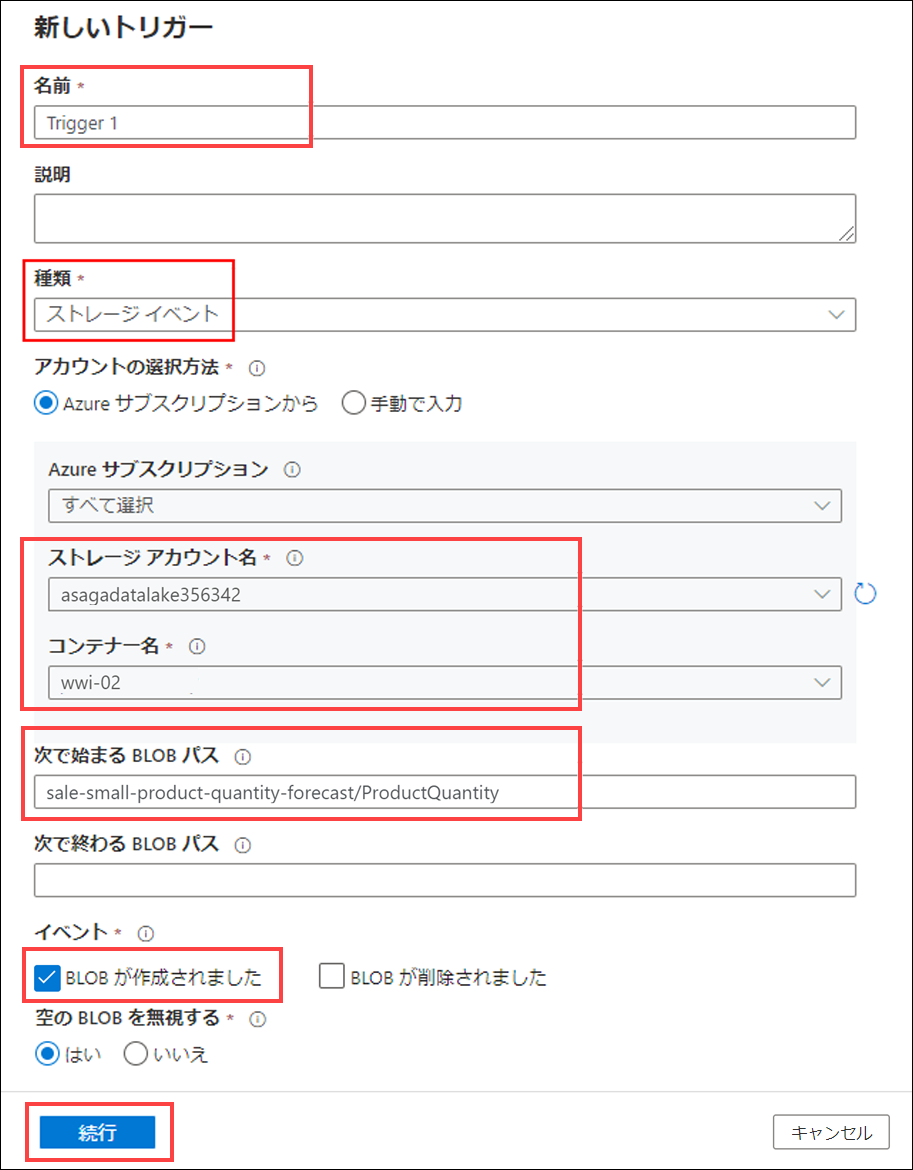 新しいトリガー
名前 *
Trigger 1
説明
種類 *
ストレージ イベント
アカウントの選択方法 *
Azure サブスクリプションから 手動で入力
Azure サブスクリプション
すべて選択
ストレージ アカウント名 *
asagadatalake356342
コンテナー名 *
wwi-02
次で始まる BLOB パス
sale-small-product-quantity-forecast/ProductQuantity
次で終わる BLOB パス
イベント *
BLOB が作成されました BLOB が削除されました
空の BLOB を無視する *
はい いいえ
続行 キャンセル